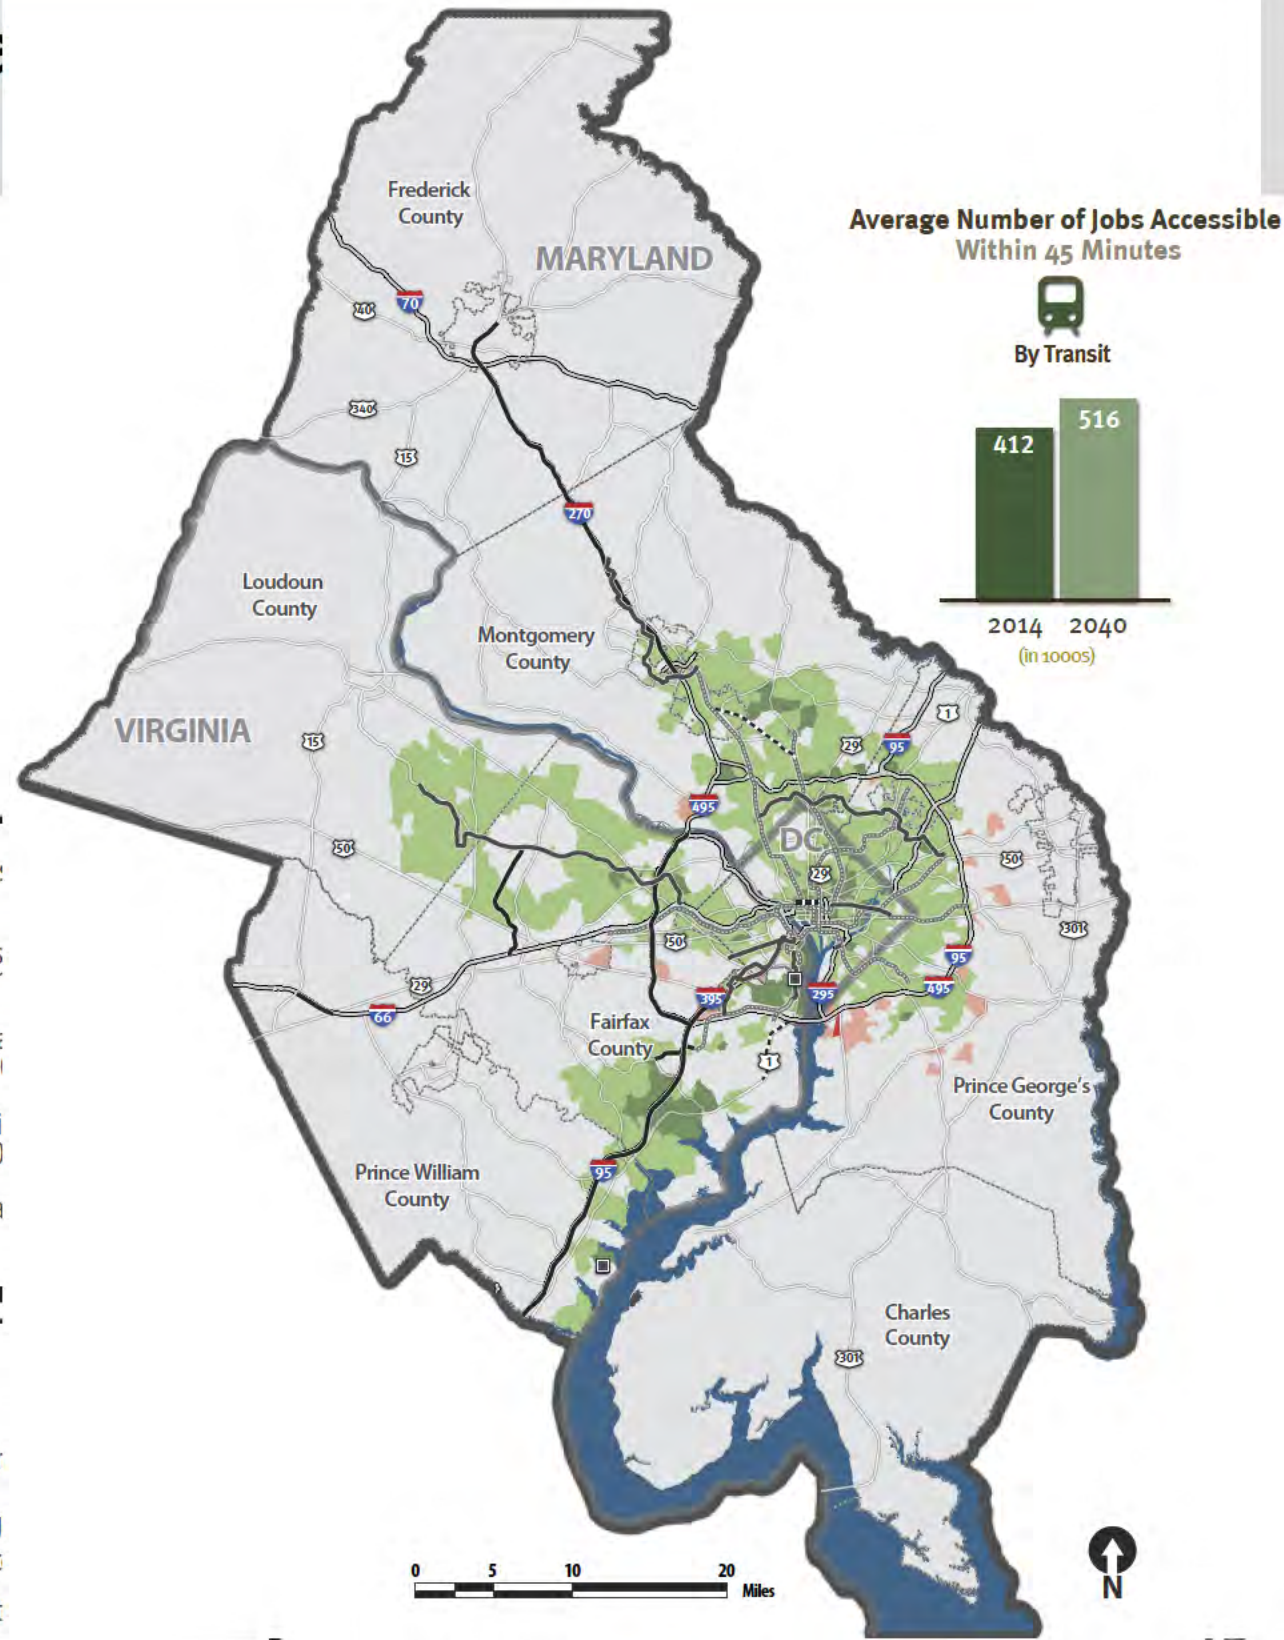 Frederick
County
MARYLAND
Average Number of Jobs Accessible
Within 45 Minutes
By Transit
412
516
2014
2040
(in 1000s)
70
40
340
15
270
Loudoun
County
Montgomery
County
VIRGINIA
15
1
29
95
495
50
DC
50
29
301
50
95
29
395
295
495
66
Fairfax
County
1
Prince George's
County
95
Prince William
County
Charles
County
301
0
5
10
20
Miles
N